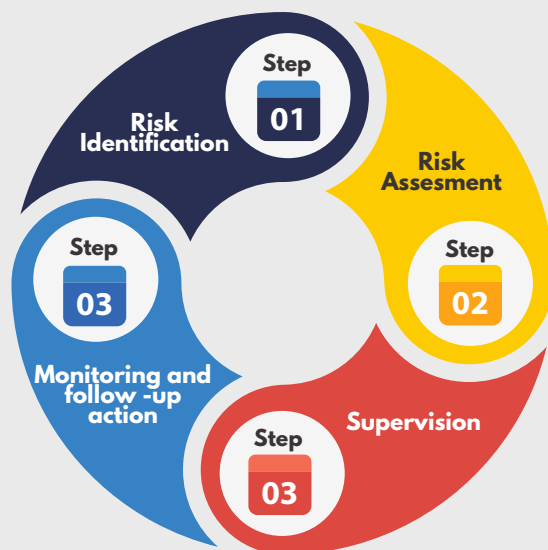 Step
01
Risk
Identification
Risk
Assesment
Step
02
Supervision
Step
03
Step
03
Monitoring and
follow -up
action